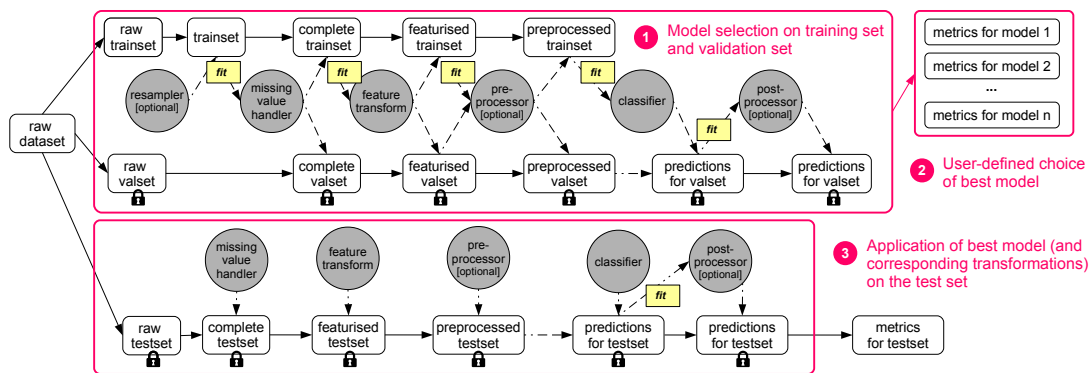 raw
dataset
raw
trainset
trainset
complete
trainset
featurised
trainset
preprocessed
trainset
1
Model selection on training set
and validation set
resampler
[optional]
fit
missing
value
handler
fit
feature
transform
fit
pre-
processor
[optional]
fit
classifier
fit
post-
processor
[optional]
raw
valset
complete
valset
featurised
valset
preprocessed
valset
predictions
for valset
predictions
for valset
metrics for model 1
metrics for model 2
...
metrics for model n
2
User-defined choice
of best model
missing
value
handler
feature
transform
pre-
processor
[optional]
classifier
fit
post-
processor
[optional]
3
Application of best model (and
corresponding transformations)
on the test set
raw
testset
complete
testset
featurised
testset
preprocessed
testset
predictions
for testset
predictions
for testset
metrics
for testset